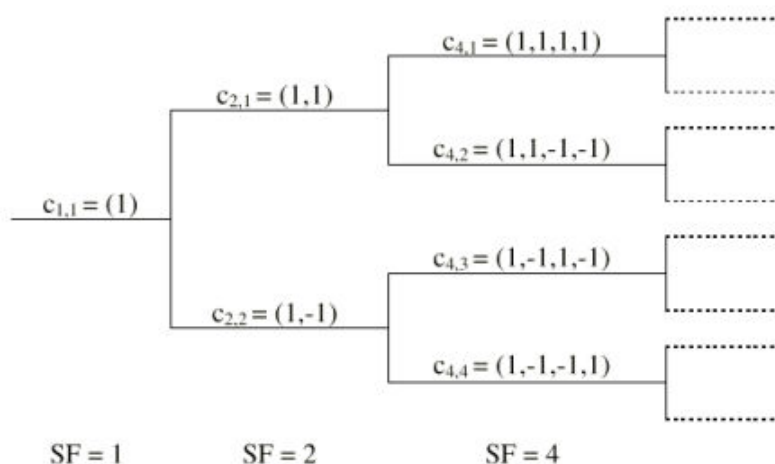 c4,1 = (1,1,1,1)
c2,1 = (1,1)
c4,2 = (1,1,-1,-1)
c1,1 = (1)
c4,3 = (1,-1,1,-1)
c2,2 = (1,-1)
c4,4 = (1,-1,-1,1)
SF = 1 SF = 2 SF = 4